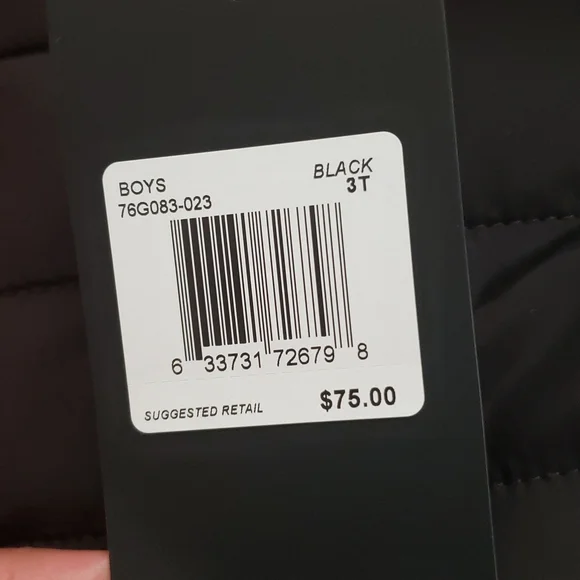 BOYS BLACK
76G083-023 3T
6 33731 72679 8
SUGGESTED RETAIL $75.00